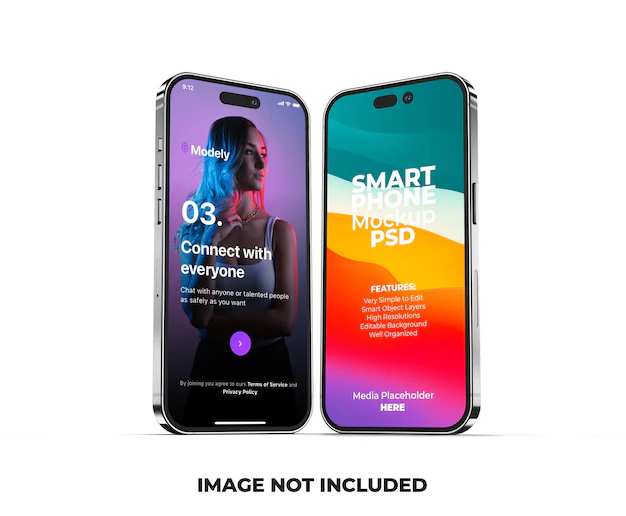 9:12
Modely
03.
Connect with
everyone
Chat with anyone or talented people
as safely as you want
By joining you agree to ours Terms of Service and
Privacy Policy
SMART
PHONE
Mockup
PSD
FEATURES:
Very Simple to Edit
Smart Object Layers
High Resolutions
Editable Background
Well Organized
Media Placeholder
HERE
IMAGE NOT INCLUDED